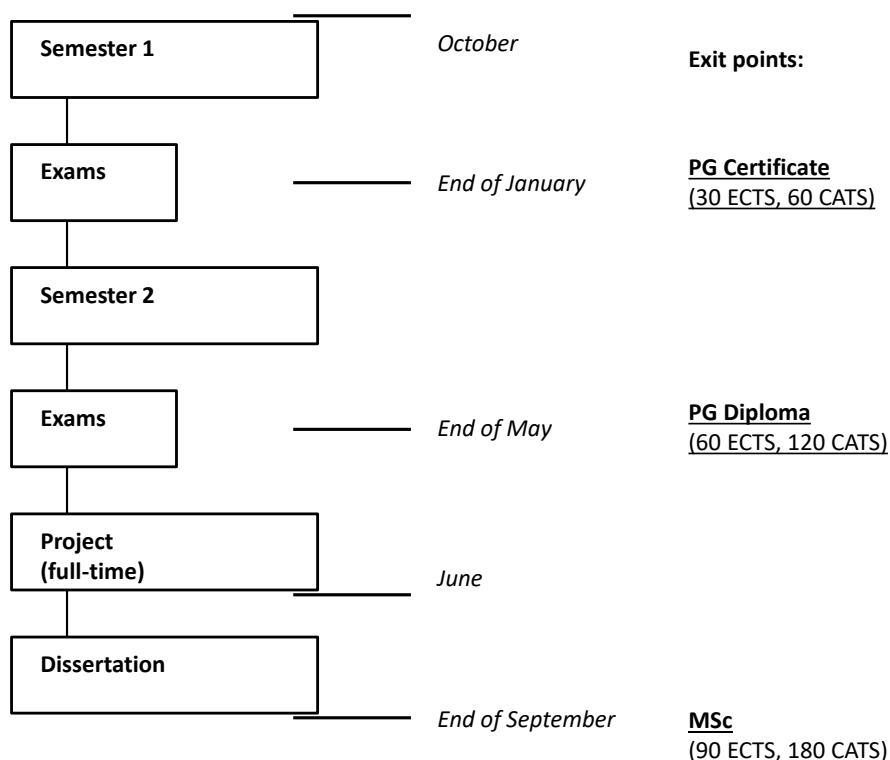 Semester 1
October
Exit points:
Exams
End of January
PG Certificate
(30 ECTS, 60 CATS)
Semester 2
Exams
End of May
PG Diploma
(60 ECTS, 120 CATS)
Project
(full-time)
June
Dissertation
End of September
MSc
(90 ECTS, 180 CATS)